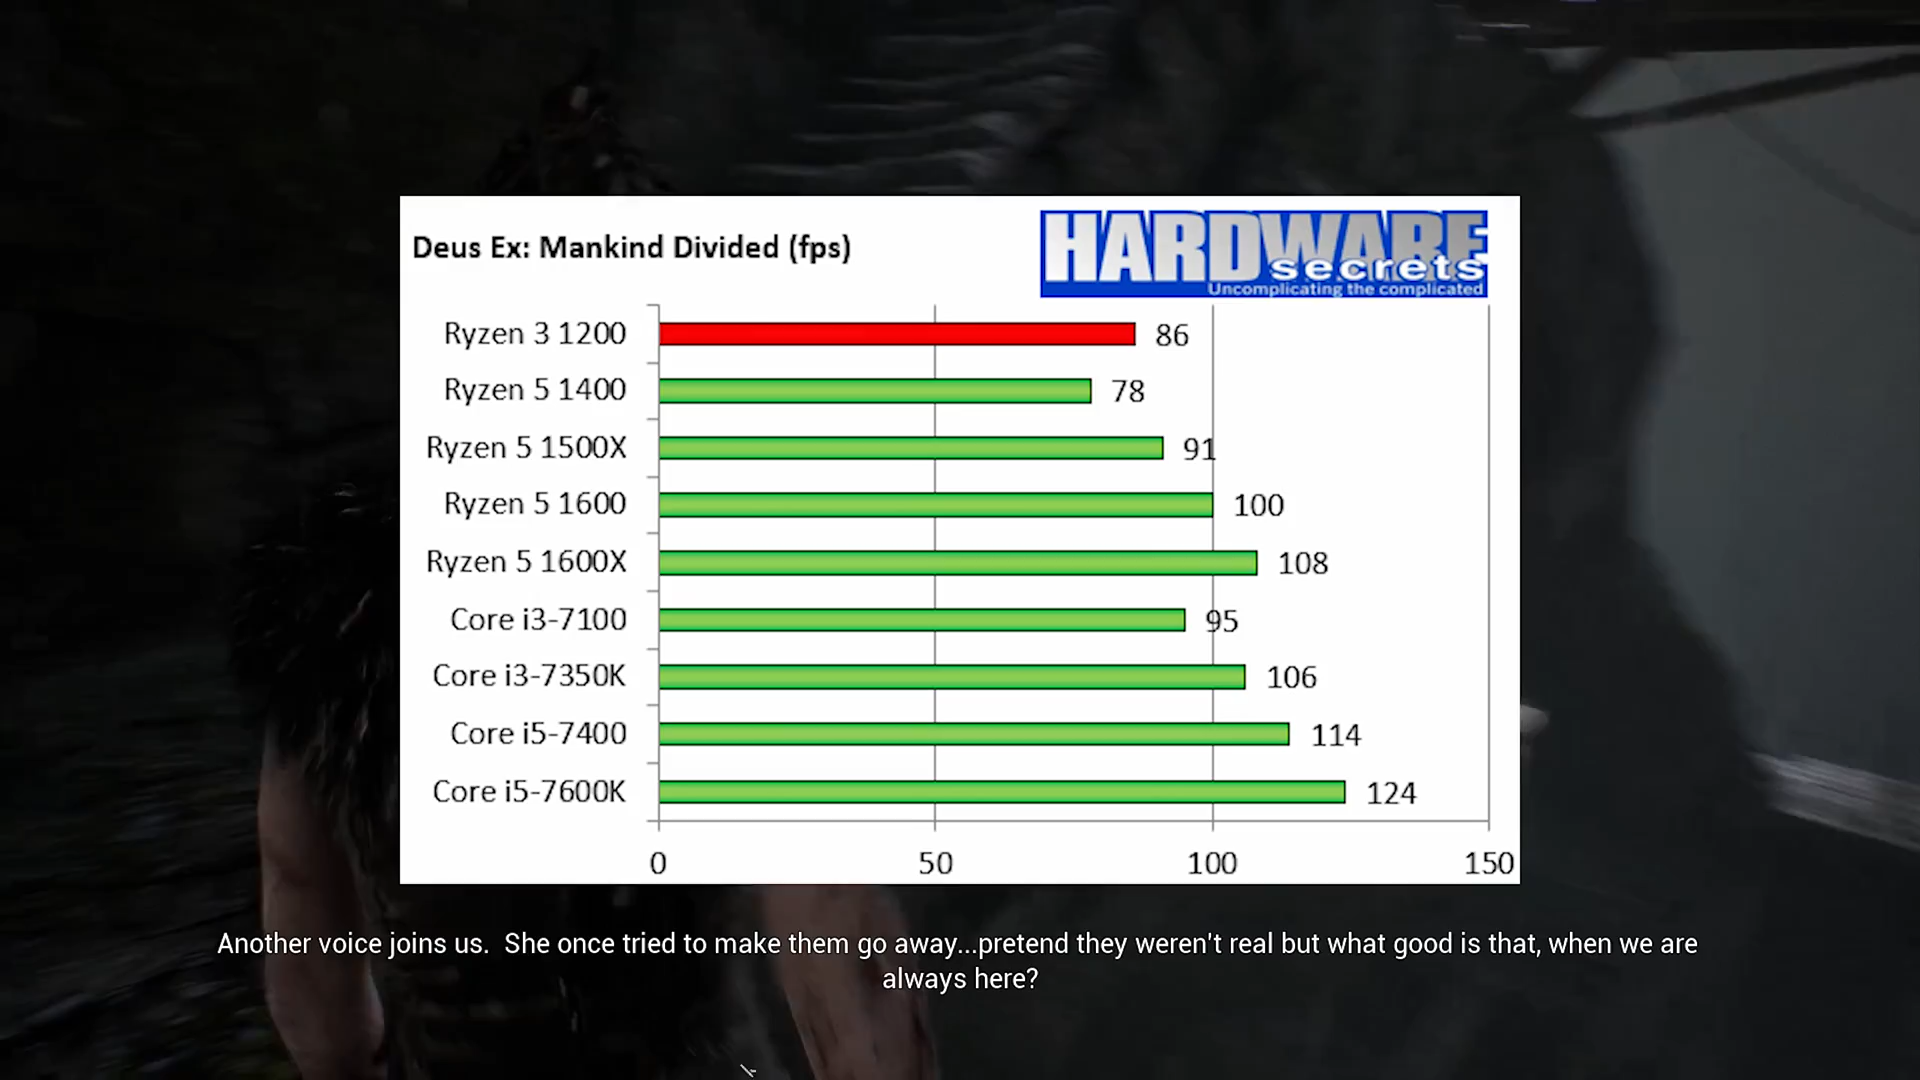 Deus Ex: Mankind Divided (fps)
HARDWARE
secrets
Uncomplicating the complicated
Ryzen 3 1200 86
Ryzen 5 1400 78
Ryzen 5 1500X 91
Ryzen 5 1600 100
Ryzen 5 1600X 108
Core i3-7100 95
Core i3-7350K 106
Core i5-7400 114
Core i5-7600K 124
0 50 100 150
Another voice joins us. She once tried to make them go away...pretend they weren't real but what good is that, when we are
always here?